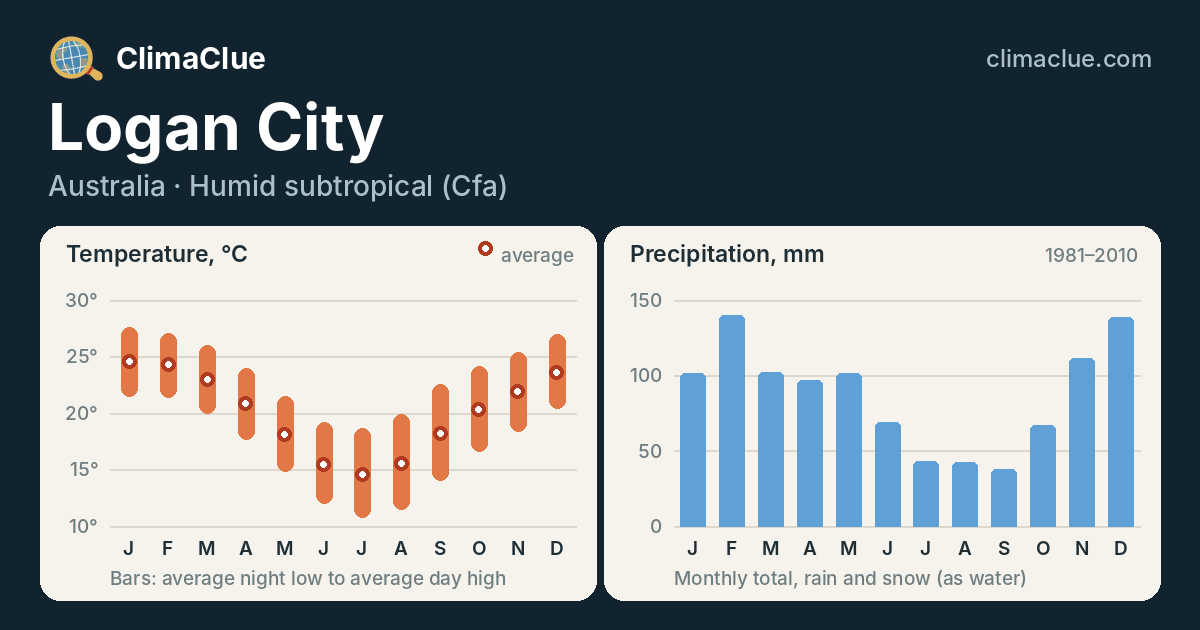 ClimaClue
climaclue.com
Logan City
Australia · Humid subtropical (Cfa)
Temperature, °C
average
30°
25°
20°
15°
10°
J F M A M J J A S O N D
Bars: average night low to average day high
Precipitation, mm
1981–2010
150
100
50
0
J F M A M J J A S O N D
Monthly total, rain and snow (as water)